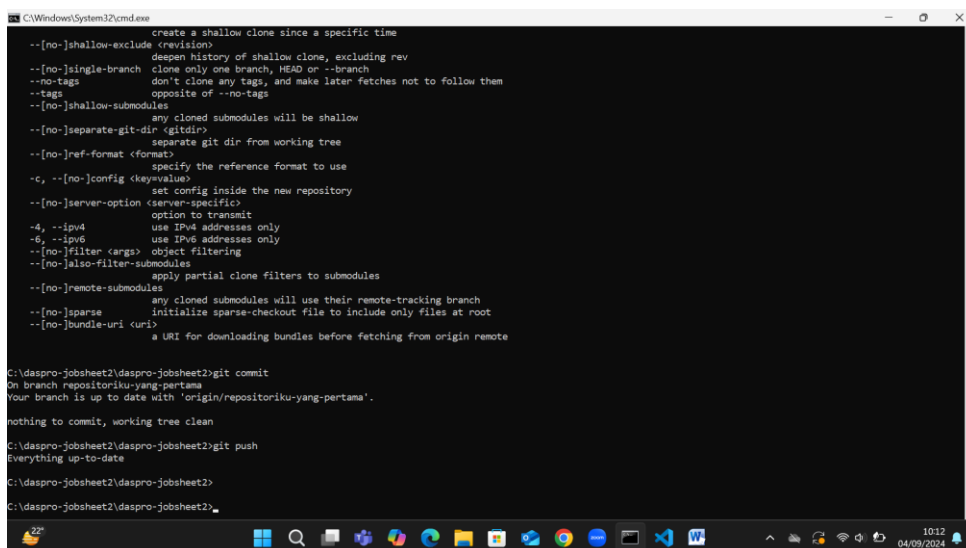 C:\Windows\System32\cmd.exe
create a shallow clone since a specific time
--[no-]shallow-exclude <revision>
deepen history of shallow clone, excluding rev
--[no-]single-branch clone only one branch, HEAD or --branch
--no-tags don't clone any tags, and make later fetches not to follow them
--tags opposite of --no-tags
--[no-]shallow-submodules
any cloned submodules will be shallow
--[no-]separate-git-dir <gitdir>
separate git dir from working tree
--[no-]ref-format <format>
specify the reference format to use
-c, --[no-]config <key=value>
set config inside the new repository
--[no-]server-option <server-specific>
option to transmit
-4, --ipv4 use IPv4 addresses only
-6, --ipv6 use IPv6 addresses only
--[no-]filter <args> object filtering
--[no-]also-filter-submodules
apply partial clone filters to submodules
--[no-]remote-submodules
any cloned submodules will use their remote-tracking branch
--[no-]sparse initialize sparse-checkout file to include only files at root
--[no-]bundle-uri <uri>
a URI for downloading bundles before fetching from origin remote
C:\daspro-jobsheet2\daspro-jobsheet2>git commit
On branch repositoriku-yang-pertama
Your branch is up to date with 'origin/repositoriku-yang-pertama'.
nothing to commit, working tree clean
C:\daspro-jobsheet2\daspro-jobsheet2>git push
Everything up-to-date
C:\daspro-jobsheet2\daspro-jobsheet2>
C:\daspro-jobsheet2\daspro-jobsheet2>
22°
zoom
10:12
04/09/2024